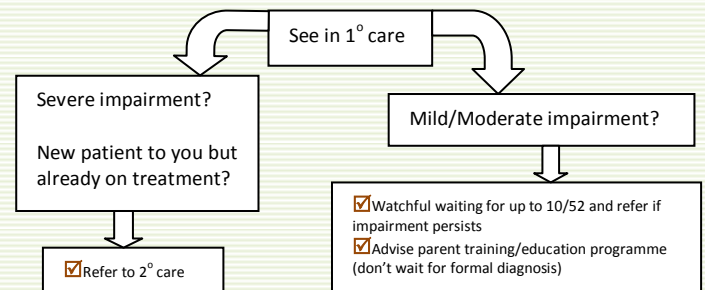 See in 1° care
Severe impairment?
New patient to you but
already on treatment?
Mild/Moderate impairment?
☑Refer to 2° care
☑Watchful waiting for up to 10/52 and refer if
impairment persists
☑Advise parent training/education programme
(don't wait for formal diagnosis)